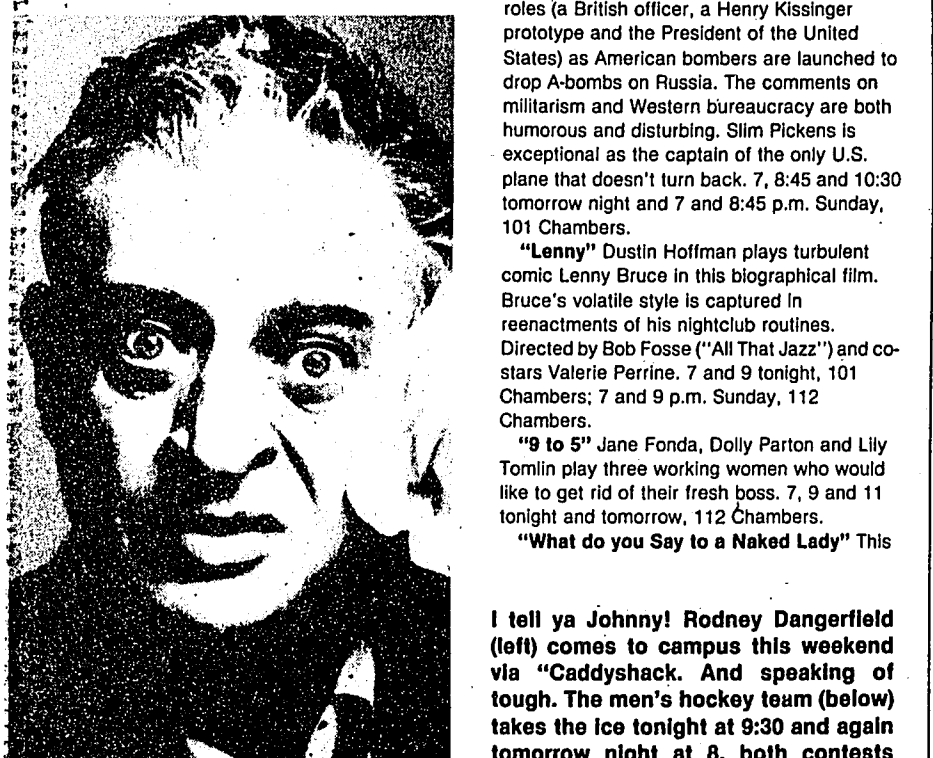 roles (a British officer, a Henry Kissinger
prototype and the President of the United
States) as American bombers are launched to
drop A-bombs on Russia. The comments on
militarism and Western bureaucracy are both
humorous and disturbing. Slim Pickens is
exceptional as the captain of the only U.S.
plane that doesn't turn back. 7, 8:45 and 10:30
tomorrow night and 7 and 8:45 p.m. Sunday,
101 Chambers.
"Lenny" Dustin Hoffman plays turbulent
comic Lenny Bruce in this biographical film.
Bruce's volatile style is captured in
reenactments of his nightclub routines.
Directed by Bob Fosse ("All That Jazz") and co-
stars Valerie Perrine. 7 and 9 tonight, 101
Chambers; 7 and 9 p.m. Sunday, 112
Chambers.
"9 to 5" Jane Fonda, Dolly Parton and Lily
Tomlin play three working women who would
like to get rid of their fresh boss. 7, 9 and 11
tonight and tomorrow, 112 Chambers.
"What do you Say to a Naked Lady" This
I tell ya Johnny! Rodney Dangerfield
(left) comes to campus this weekend
via "Caddyshack. And speaking of
tough. The men's hockey team (below)
takes the ice tonight at 9:30 and again
tomorrow night at 8, both contests